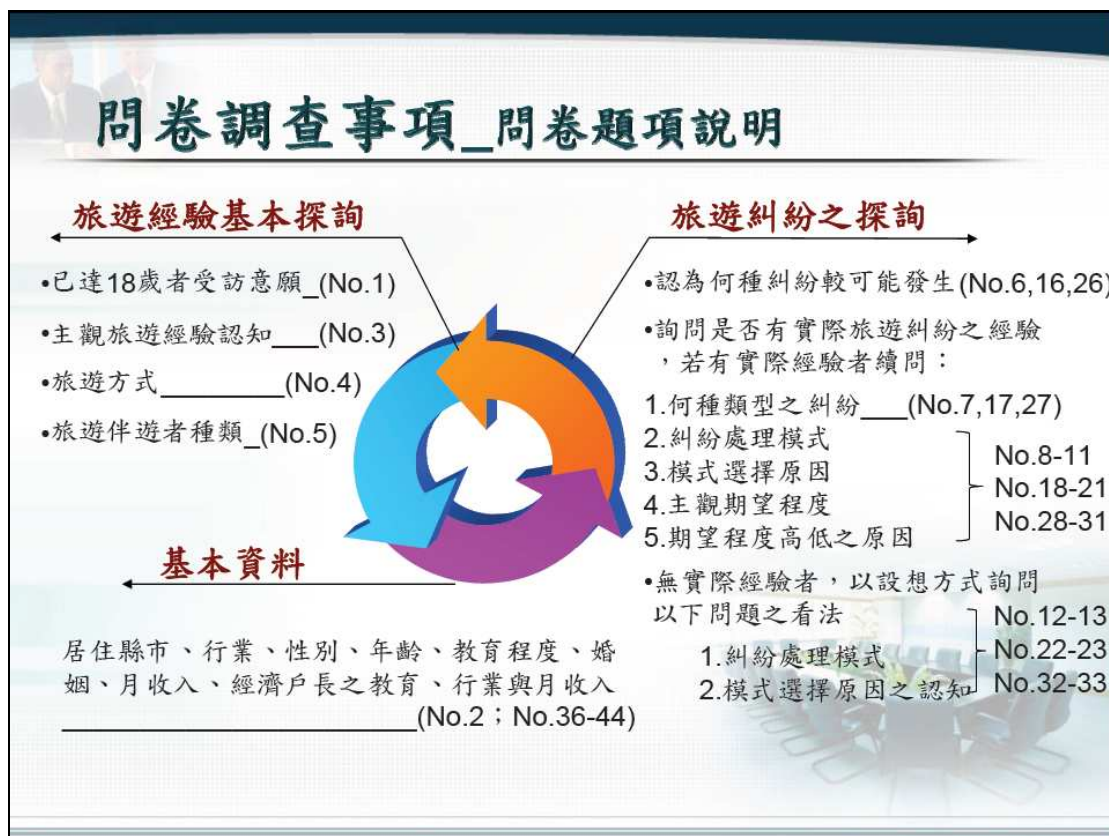 問卷調查事項_問卷題項說明
旅遊經驗基本探詢
•已達18歲者受訪意願_(No.1)
•主觀旅遊經驗認知___(No.3)
•旅遊方式________(No.4)
•旅遊伴遊者種類_(No.5)
旅遊糾紛之探詢
•認為何種糾紛較可能發生(No.6,16,26)
•詢問是否有實際旅遊糾紛之經驗
，若有實際經驗者續問：
1.何種類型之糾紛___(No.7,17,27)
2.糾紛處理模式
3.模式選擇原因
4.主觀期望程度
5.期望程度高低之原因
No.8-11
No.18-21
No.28-31
•無實際經驗者，以設想方式詢問
以下問題之看法
1.糾紛處理模式
2.模式選擇原因之認知
No.12-13
No.22-23
No.32-33
基本資料
居住縣市、行業、性別、年齡、教育程度、婚
姻、月收入、經濟戶長之教育、行業與月收入
_______________________(No.2；No.36-44)